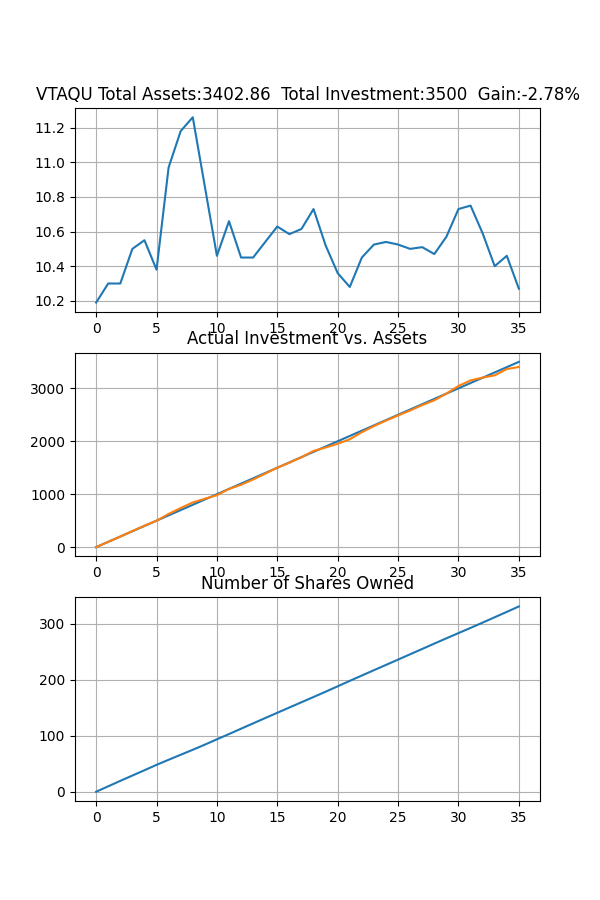 VTAQU Total Assets:3402.86  Total Investment:3500  Gain:-2.78%
11.2
11.0
10.8
10.6
10.4
10.2
0 5 10 15 20 25 30 35
Actual Investment vs. Assets
3000
2000
1000
0
0 5 10 15 20 25 30 35
Number of Shares Owned
300
200
100
0
0 5 10 15 20 25 30 35